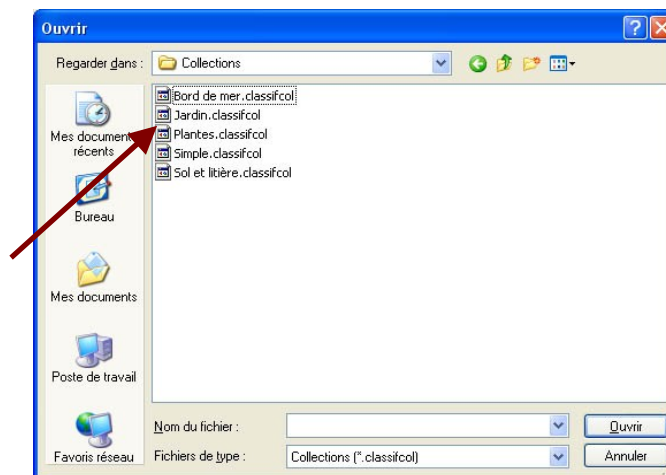 Ouvrir
Regarder dans : Collections
Bord de mer.classifcol
Jardin.classifcol
Plantes.classifcol
Simple.classifcol
Sol et litière.classifcol
Mes documents
récents
Bureau
Mes documents
Poste de travail
Favoris réseau
Nom du fichier :
Ouvrir
Fichiers de type : Collections (*.classifcol)
Annuler